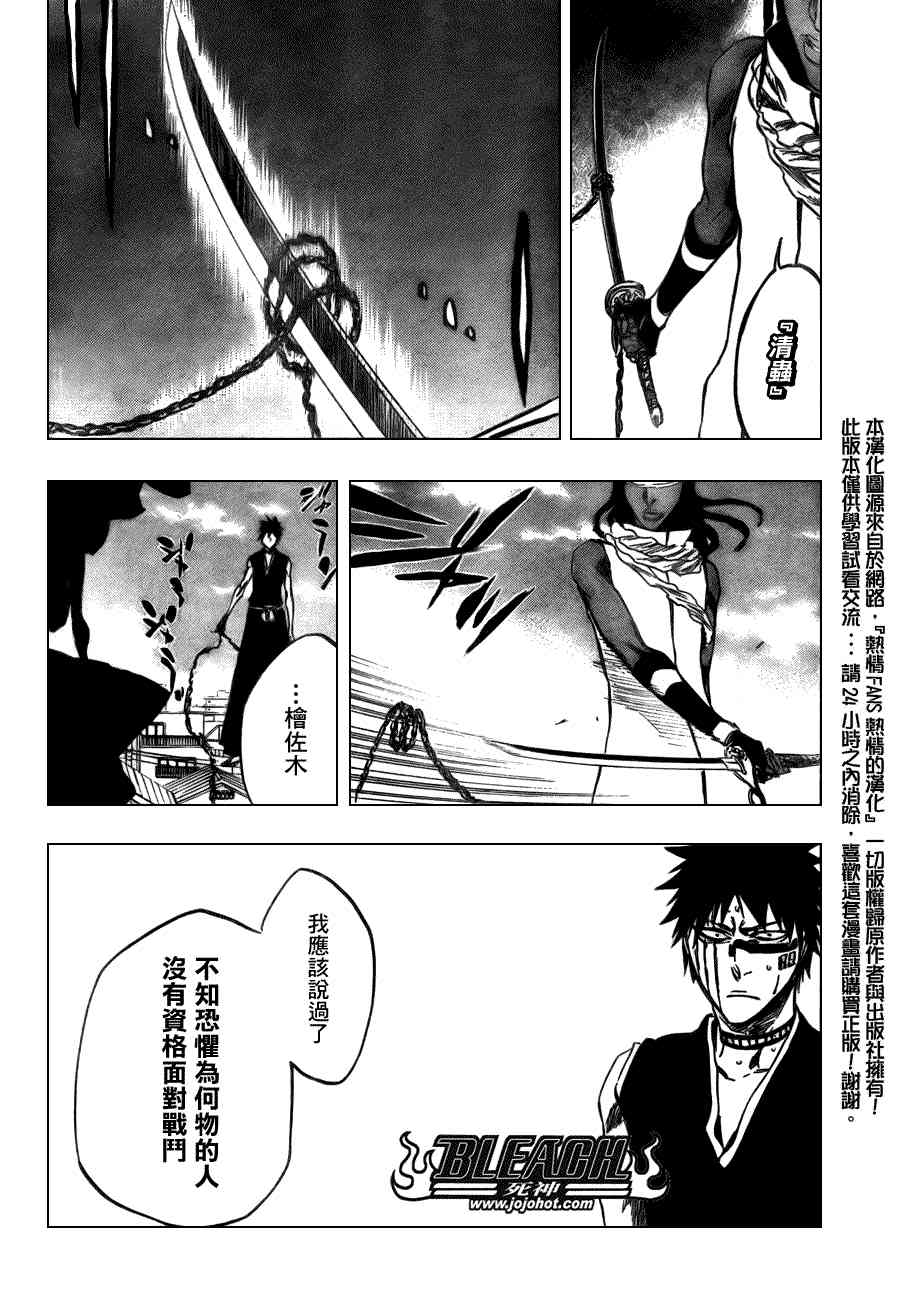 『清蟲』
…檜佐木
我應該說過了
不知恐懼為何物的人
沒有資格面對戰鬥
69
BLEACH
死神
www.jojohot.com
本漢化圖源來自於網路，『熱情FANS熱情的漢化』一切版權歸原作者與出版社擁有！
此版本僅供學習試看交流…請24小時之內消除，喜歡這套漫畫請購買正版！謝謝。